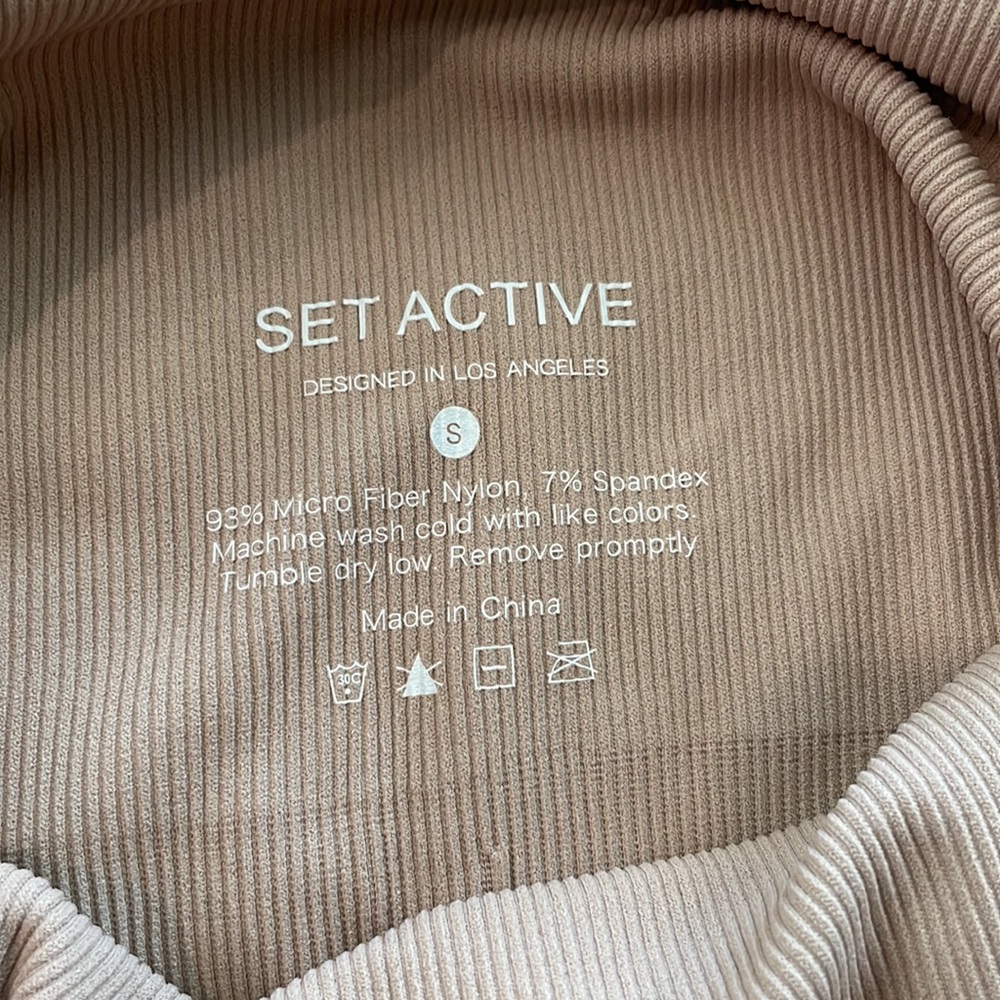 SET ACTIVE
DESIGNED IN LOS ANGELES
S
93% Micro Fiber Nylon, 7% Spandex
Machine wash cold with like colors.
Tumble dry low. Remove promptly
Made in China
30C